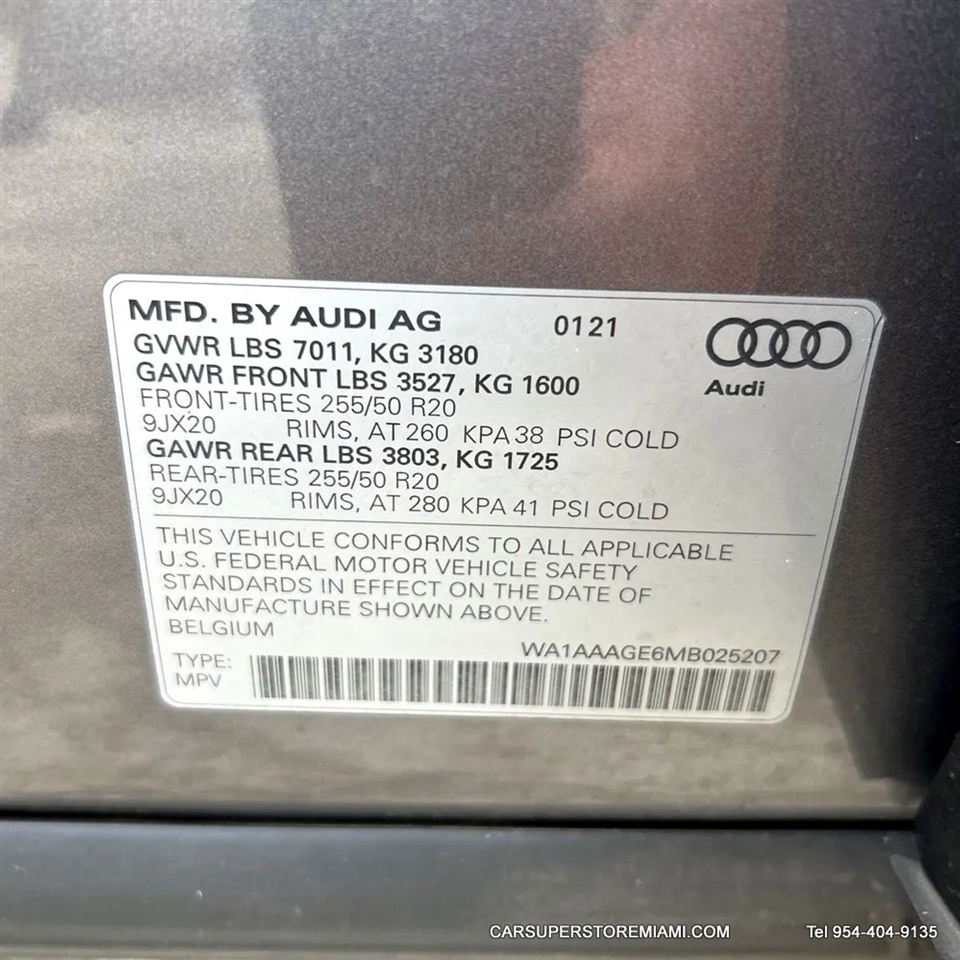 MFD. BY AUDI AG 0121
GVWR LBS 7011, KG 3180
GAWR FRONT LBS 3527, KG 1600
Audi
FRONT-TIRES 255/50 R20
9JX20 RIMS, AT 260 KPA 38 PSI COLD
GAWR REAR LBS 3803, KG 1725
REAR-TIRES 255/50 R20
9JX20 RIMS, AT 280 KPA 41 PSI COLD
THIS VEHICLE CONFORMS TO ALL APPLICABLE
U.S. FEDERAL MOTOR VEHICLE SAFETY
STANDARDS IN EFFECT ON THE DATE OF
MANUFACTURE SHOWN ABOVE.
BELGIUM
WA1AAAGE6MB025207
TYPE:
MPV
CARSUPERSTOREMIAMI.COM Tel 954-404-9135